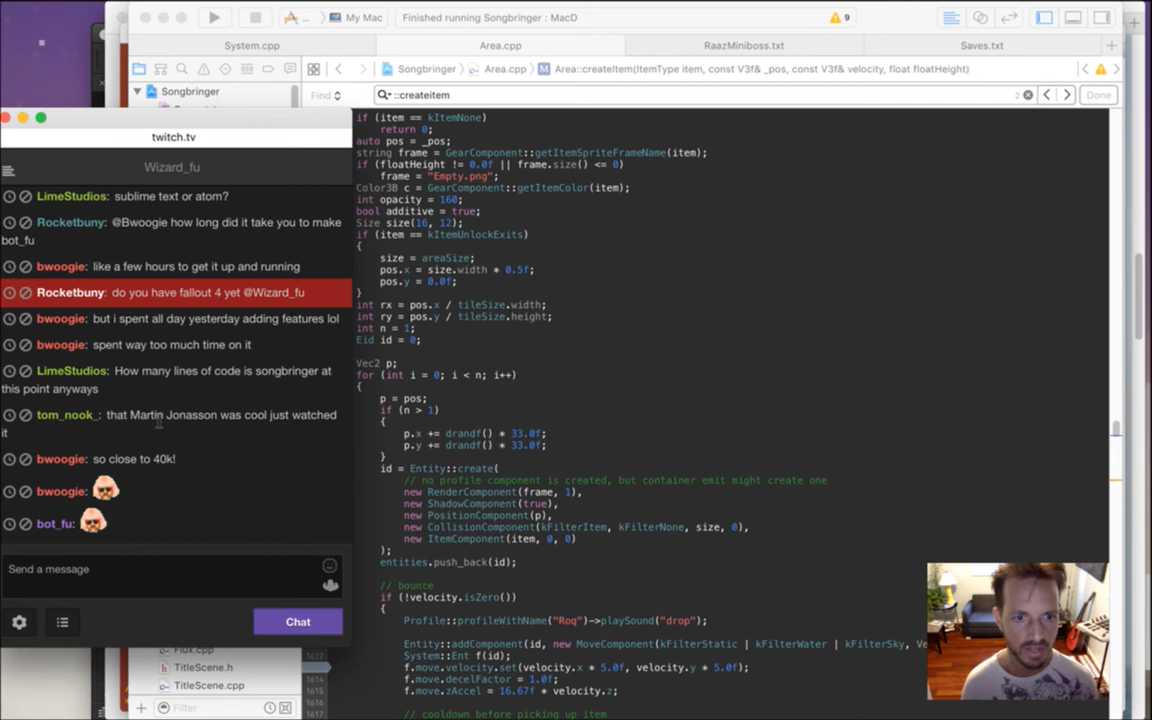 My Mac
Finished running Songbringer : MacD
9
System.cpp
Area.cpp
RaazMiniboss.txt
Saves.txt
Songbringer
Area.cpp
Area::createItem(ItemType item, const V3f& _pos, const V3f& velocity, float floatHeight)
Songbringer
Find
::createitem
2
Done
twitch.tv
Wizard_fu
LimeStudios: sublime text or atom?
Rocketbuny: @Bwoogie how long did it take you to make
bot_fu
bwoogie: like a few hours to get it up and running
Rocketbuny: do you have fallout 4 yet @Wizard_fu
bwoogie: but i spent all day yesterday adding features lol
bwoogie: spent way too much time on it
LimeStudios: How many lines of code is songbringer at
this point anyways
tom_nook_: that Martin Jonasson was cool just watched
it
bwoogie: so close to 40k!
bwoogie:
bot_fu:
Send a message
Chat
Flux.cpp
TitleScene.h
TitleScene.cpp
Filter
if (item == kItemNone)
return 0;
auto pos = _pos;
string frame = GearComponent::getItemSpriteFrameName(item);
if (floatHeight != 0.0f || frame.size() <= 0)
frame = "Empty.png";
Color3B c = GearComponent::getItemColor(item);
int opacity = 160;
bool additive = true;
Size size(16, 12);
if (item == kItemUnlockExits)
{
size = areaSize;
pos.x = size.width * 0.5f;
pos.y = 0.0f;
}
int rx = pos.x / tileSize.width;
int ry = pos.y / tileSize.height;
int n = 1;
Eid id = 0;
Vec2 p;
for (int i = 0; i < n; i++)
{
p = pos;
if (n > 1)
{
p.x += drandf() * 33.0f;
p.y += drandf() * 33.0f;
}
id = Entity::create(
// no profile component is created, but container emit might create one
new RenderComponent(frame, 1),
new ShadowComponent(true),
new PositionComponent(p),
new CollisionComponent(kFilterItem, kFilterNone, size, 0),
new ItemComponent(item, 0, 0)
);
entities.push_back(id);
// bounce
if (!velocity.isZero())
{
Profile::profileWithName("Roq")->playSound("drop");
Entity::addComponent(id, new MoveComponent(kFilterStatic | kFilterWater | kFilterSky, Ve
1612
System::Ent f(id);
f.move.velocity.set(velocity.x * 5.0f, velocity.y * 5.0f);
1614
f.move.decelFactor = 1.0f;
1615
f.move.zAccel = 16.67f * velocity.z;
1616
1617
// cooldown before picking up item